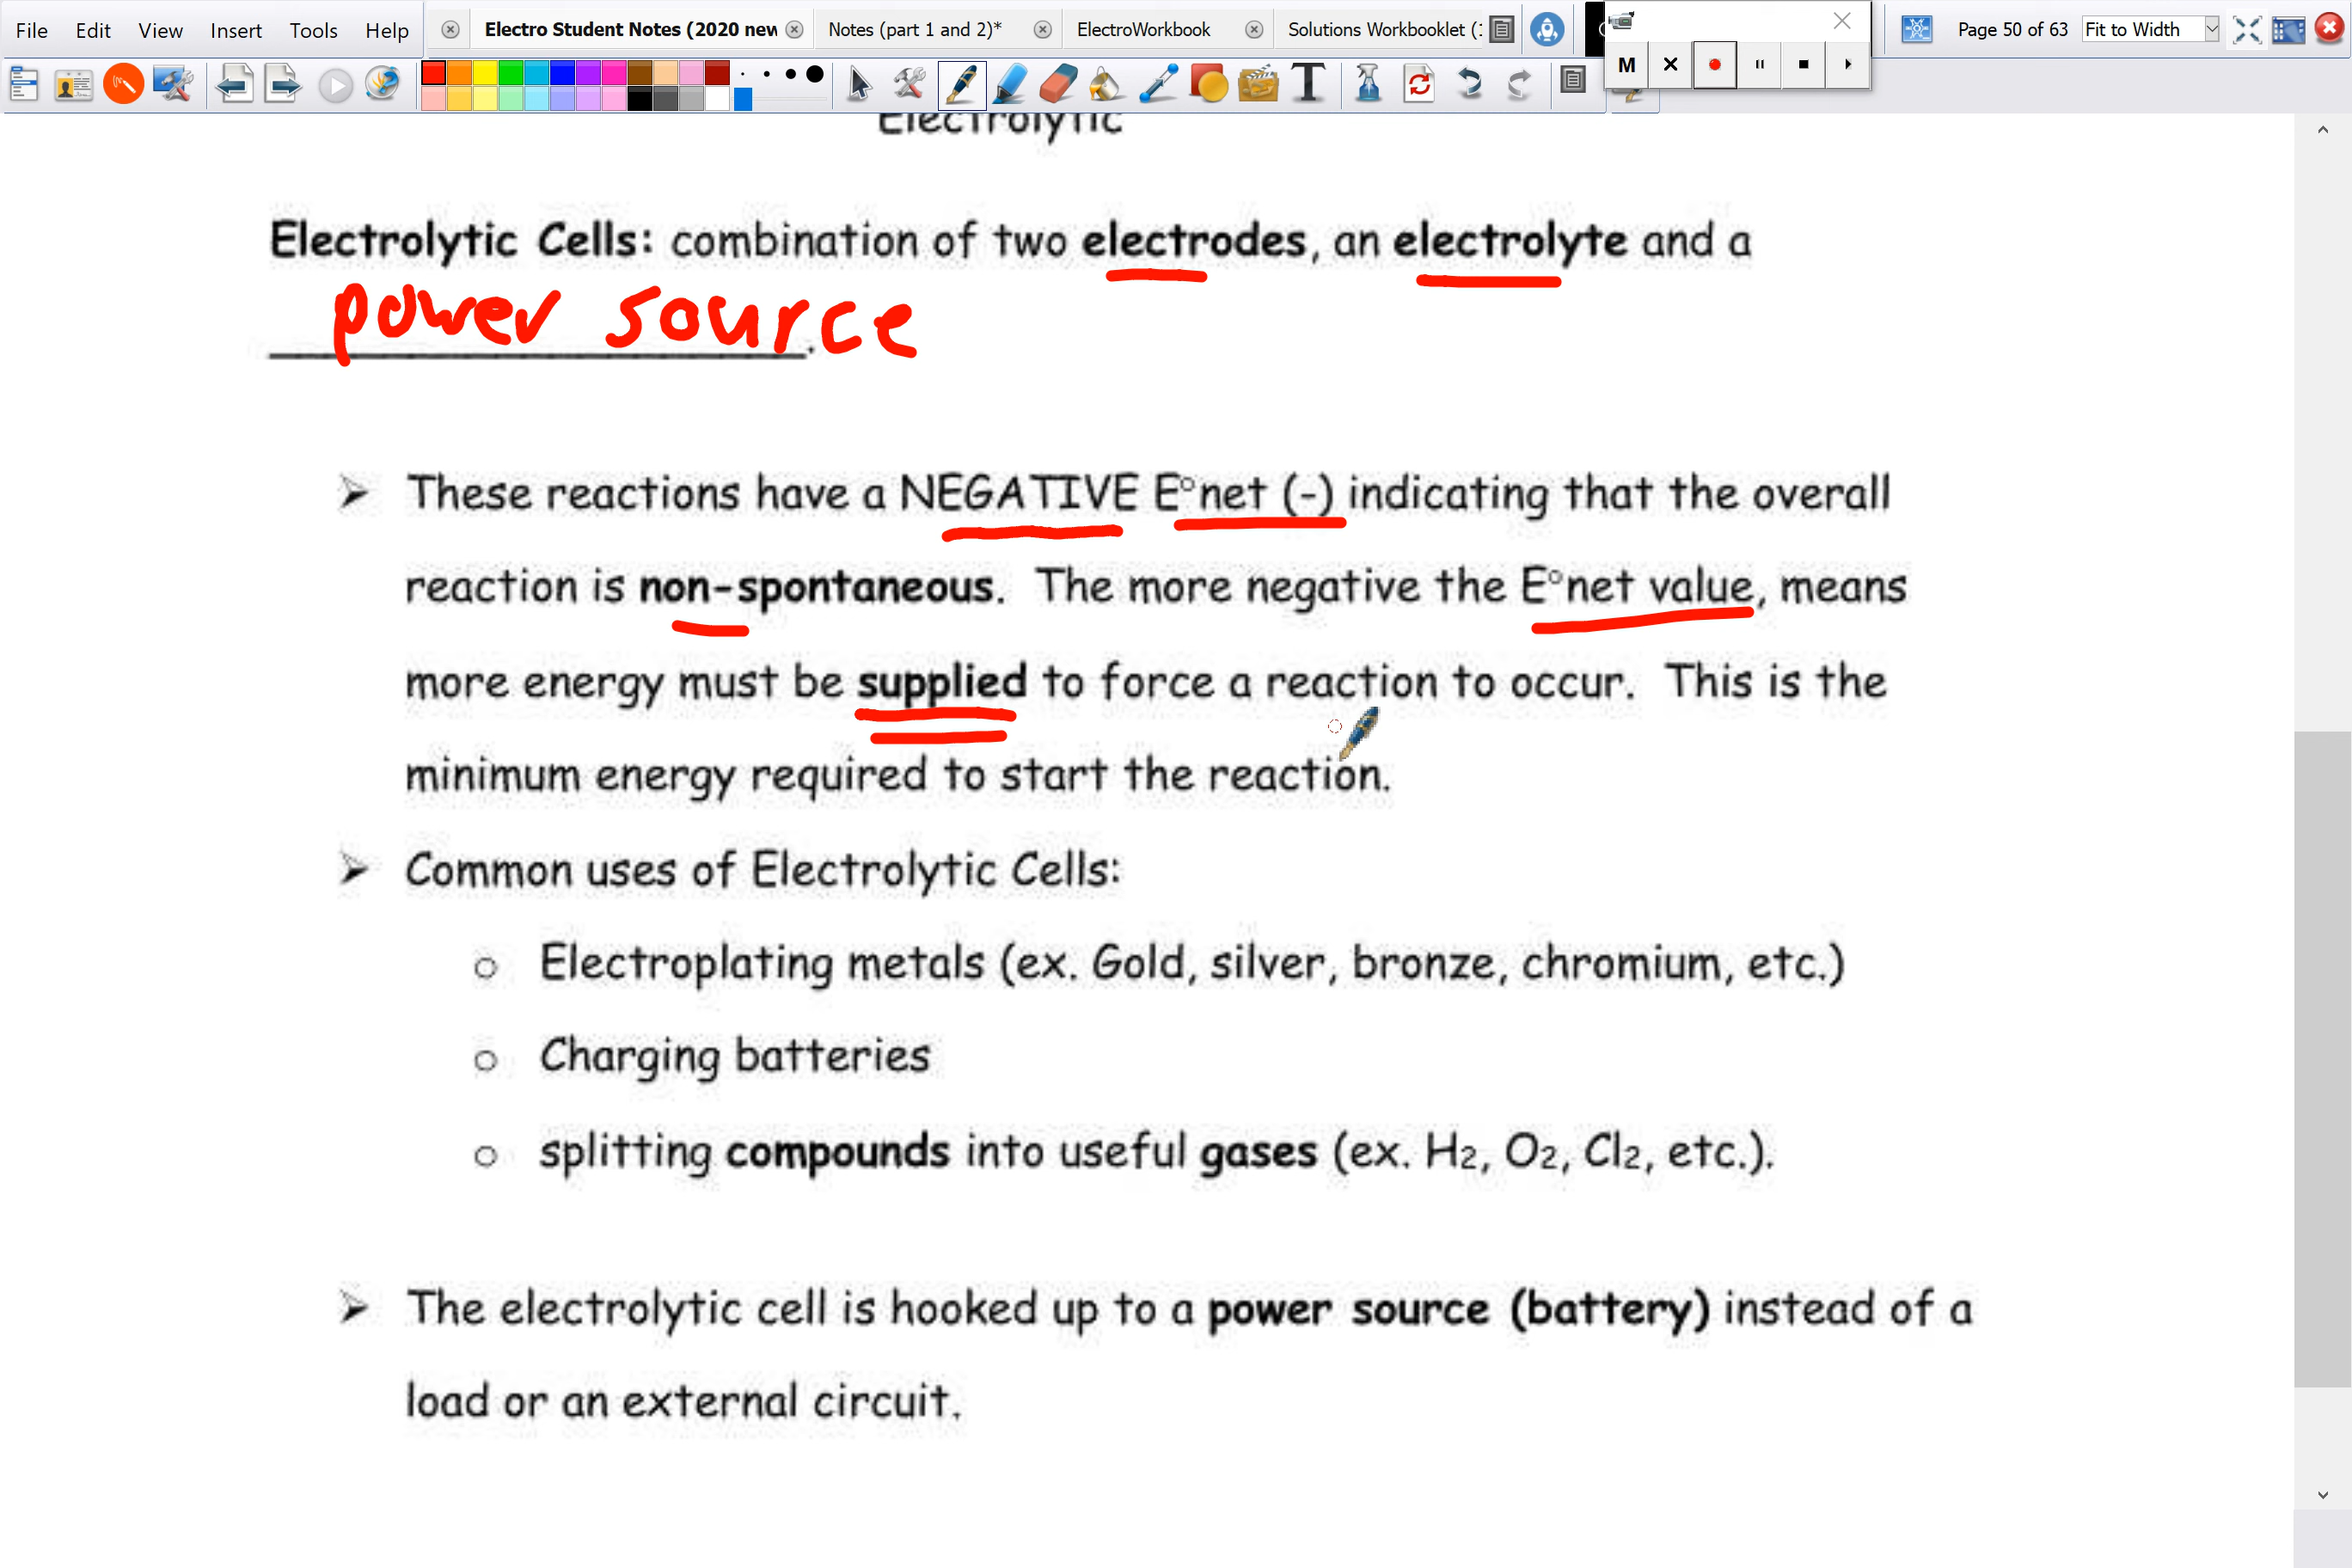 File Edit View Insert Tools Help
Electro Student Notes (2020 new Notes (part 1 and 2)* ElectroWorkbook Solutions Workbooklet (1
M
Page 50 of 63 Fit to Width
Electrolytic
Electrolytic Cells: combination of two electrodes, an electrolyte and a
power source.
➢ These reactions have a NEGATIVE E°net (-) indicating that the overall
reaction is non-spontaneous. The more negative the E°net value, means
more energy must be supplied to force a reaction to occur. This is the
minimum energy required to start the reaction.
➢ Common uses of Electrolytic Cells:
o Electroplating metals (ex. Gold, silver, bronze, chromium, etc.)
o Charging batteries
o splitting compounds into useful gases (ex. H₂, O₂, Cl₂, etc.).
➢ The electrolytic cell is hooked up to a power source (battery) instead of a
load or an external circuit.